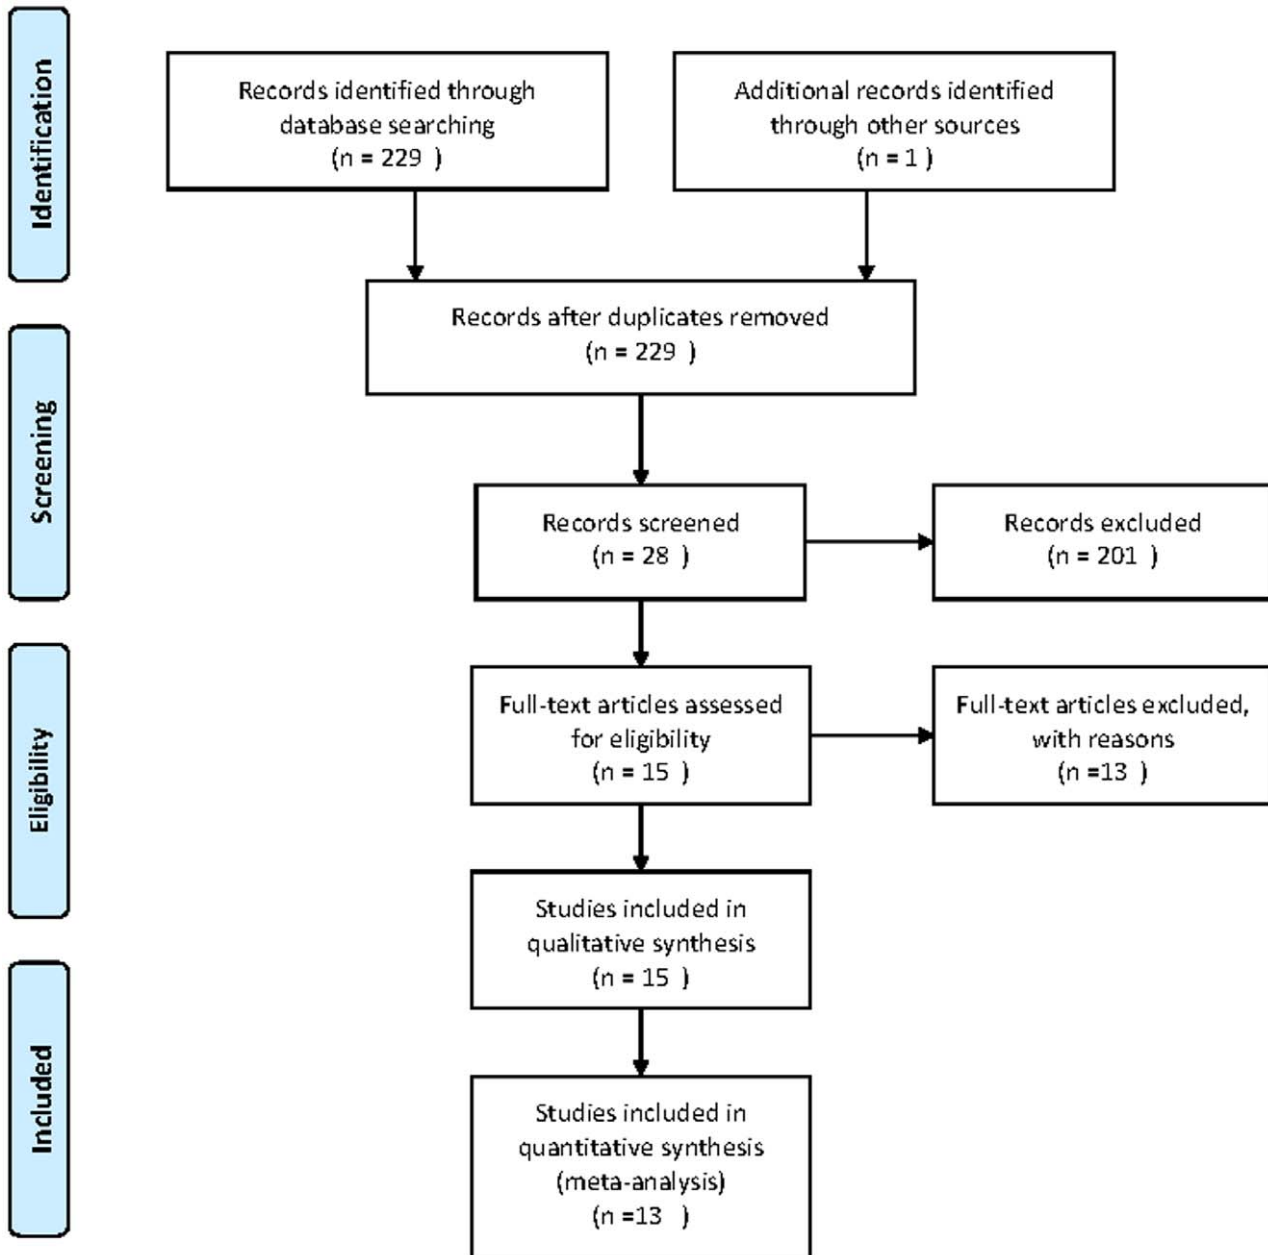 Identification
Records identified through
database searching
(n = 229 )
Additional records identified
through other sources
(n = 1 )
Records after duplicates removed
(n = 229 )
Screening
Records screened
(n = 28 )
Records excluded
(n = 201 )
Eligibility
Full-text articles assessed
for eligibility
(n = 15 )
Full-text articles excluded,
with reasons
(n =13 )
Studies included in
qualitative synthesis
(n = 15 )
Included
Studies included in
quantitative synthesis
(meta-analysis)
(n =13 )